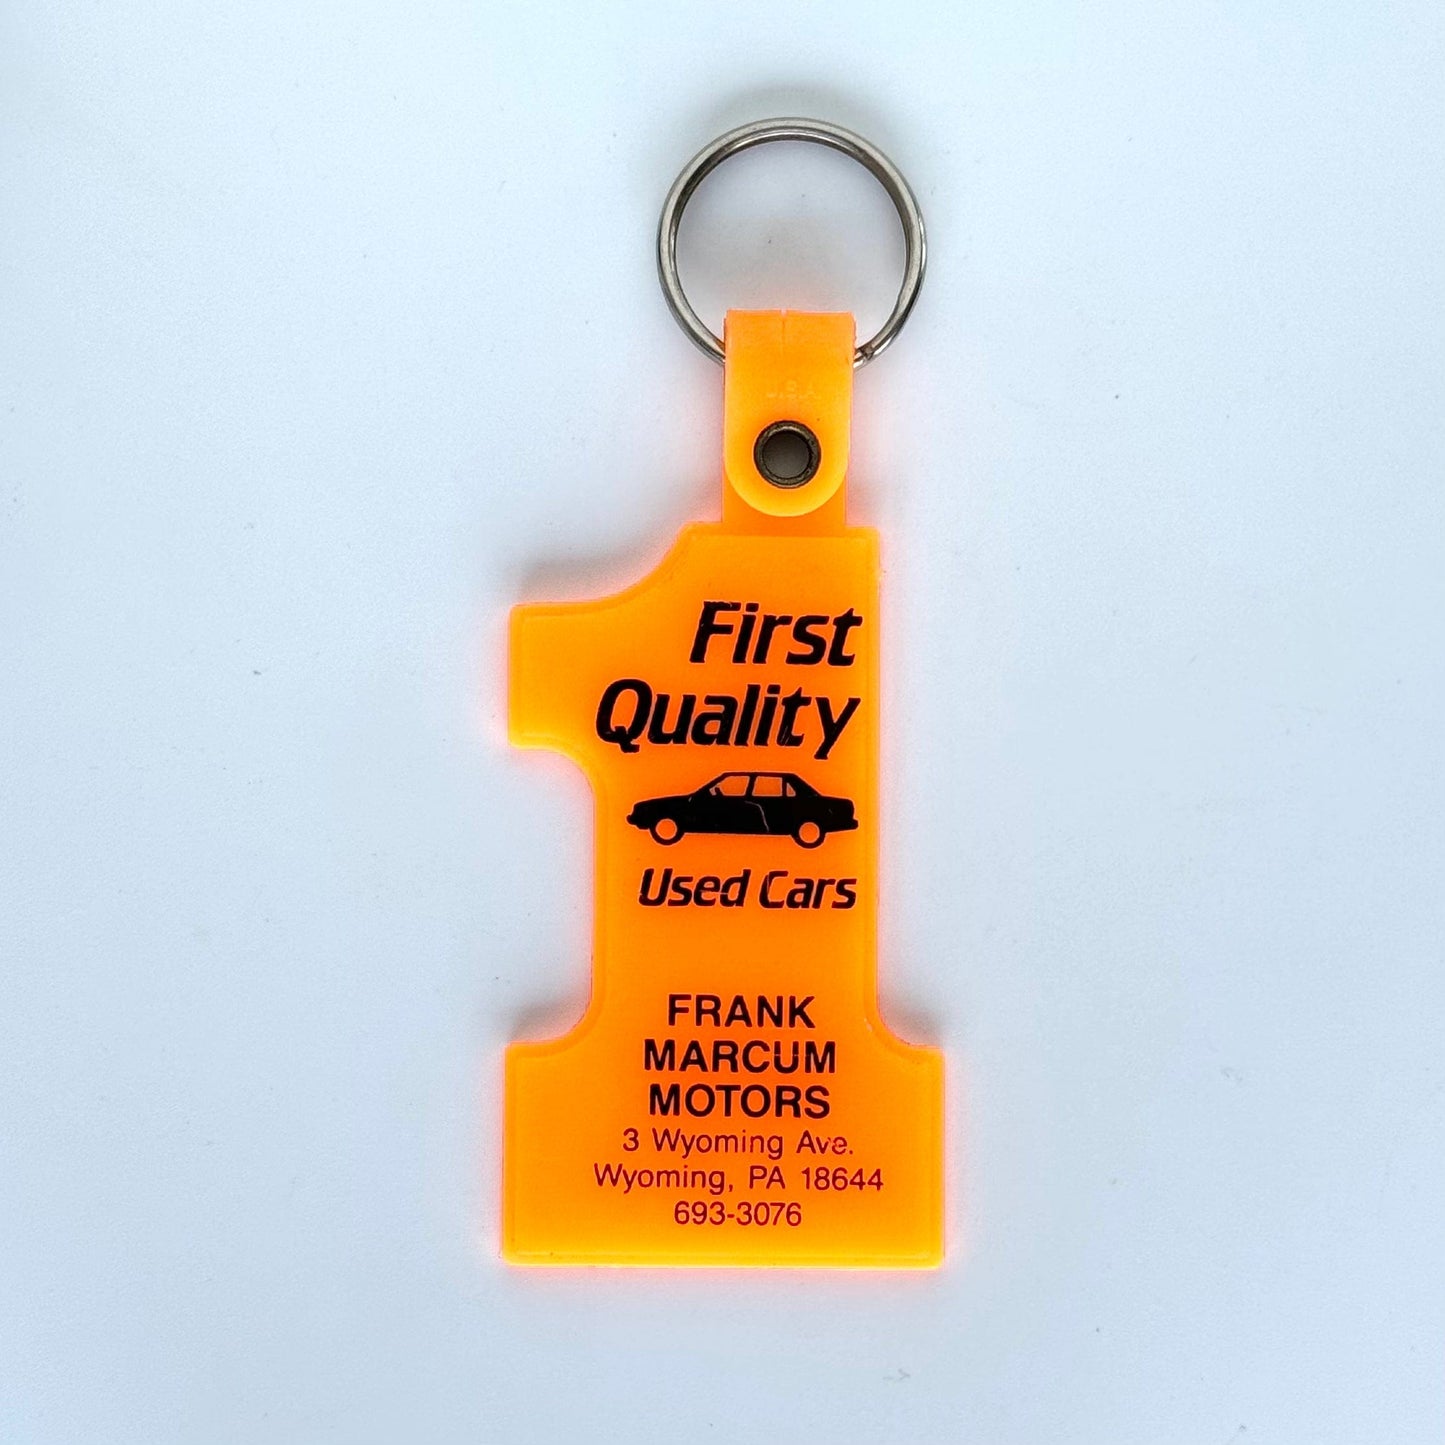 U.S.A.
First
Quality
Used Cars
FRANK
MARCUM
MOTORS
3 Wyoming Ave.
Wyoming, PA 18644
693-3076